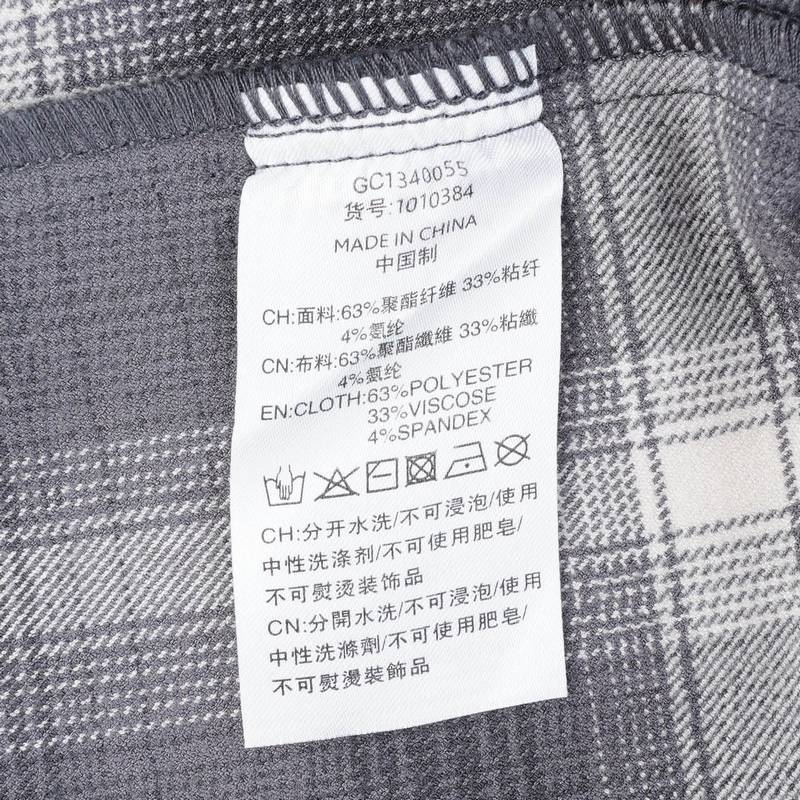 GC1340055
货号:1010384
MADE IN CHINA
中国制
CH:面料:63%聚酯纤维 33%粘纤
4%氨纶
CN:布料:63%聚酯纖維 33%粘纖
4%氨纶
EN:CLOTH:63%POLYESTER
33%VISCOSE
4%SPANDEX
CH:分开水洗/不可浸泡/使用
中性洗涤剂/不可使用肥皂/
不可熨烫装饰品
CN:分開水洗/不可浸泡/使用
中性洗滌劑/不可使用肥皂/
不可熨燙裝飾品